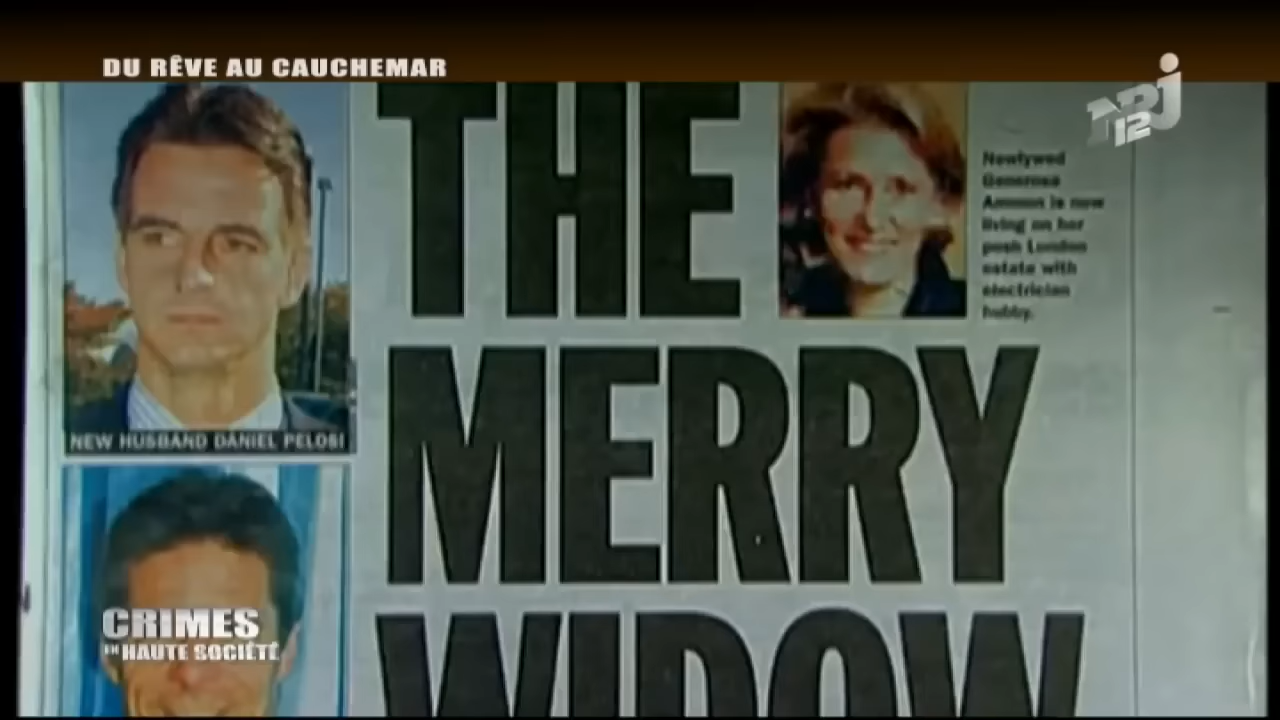 DU RÊVE AU CAUCHEMAR
NRJ
12
THE
Newlywed
Generosa
Ammon is now
living on her
posh London
estate with
electrician
hubby.
NEW HUSBAND DANIEL PELOSI
MERRY
WIDOW
CRIMES
EN HAUTE SOCIÉTÉ